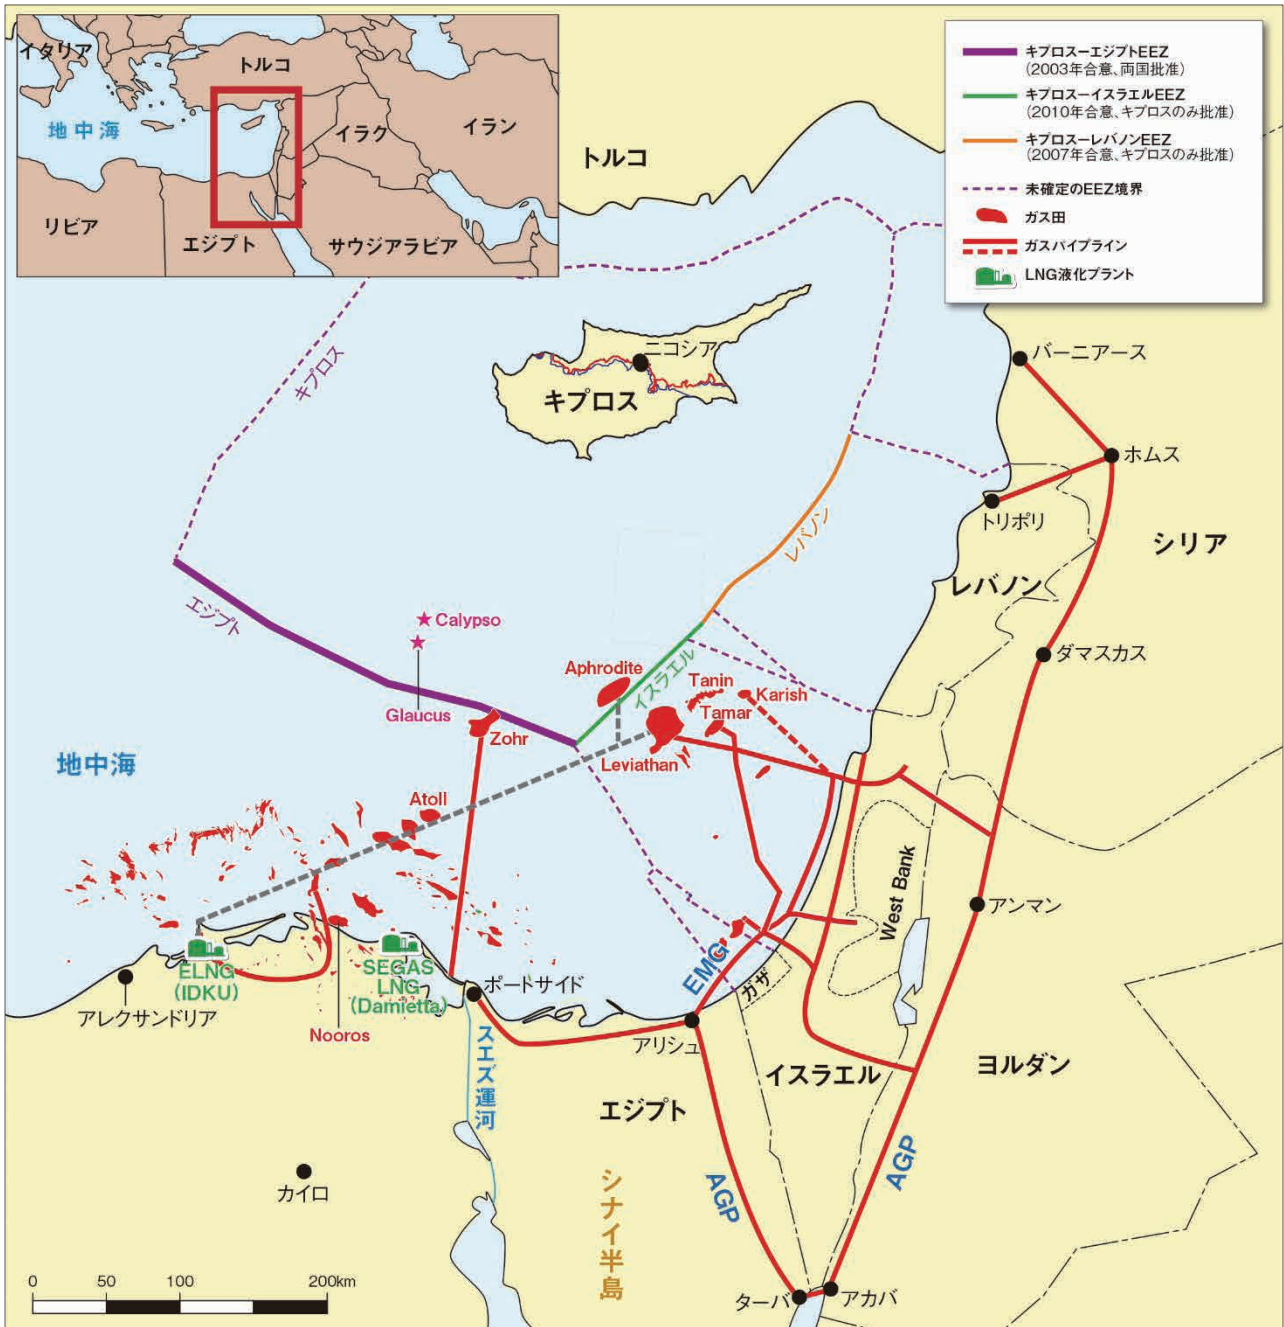 イタリア
トルコ
地中海
イラク
イラン
リビア
エジプト
サウジアラビア
キプロスーエジプトEEZ
(2003年合意、両国批准)
キプロスーイスラエルEEZ
(2010年合意、キプロスのみ批准)
キプロスーレバノンEEZ
(2007年合意、キプロスのみ批准)
未確定のEEZ境界
ガス田
ガスパイプライン
LNG液化プラント
トルコ
キプロス
ニコシア
キプロス
バーニアース
ホムス
トリポリ
シリア
レバノン
レバノン
エジプト
Calypso
Glaucus
Zohr
Aphrodite
イスラエル
Tanin
Karish
Tamar
Leviathan
ダマスカス
地中海
Atoll
West Bank
アンマン
ELNG
(IDKU)
SEGAS
LNG
(Damietta)
ポートサイド
EMG
ガザ
アレクサンドリア
Nooros
スエズ運河
アリシュ
イスラエル
ヨルダン
エジプト
AGP
AGP
カイロ
シナイ半島
0
50
100
200km
ターバ
アカバ